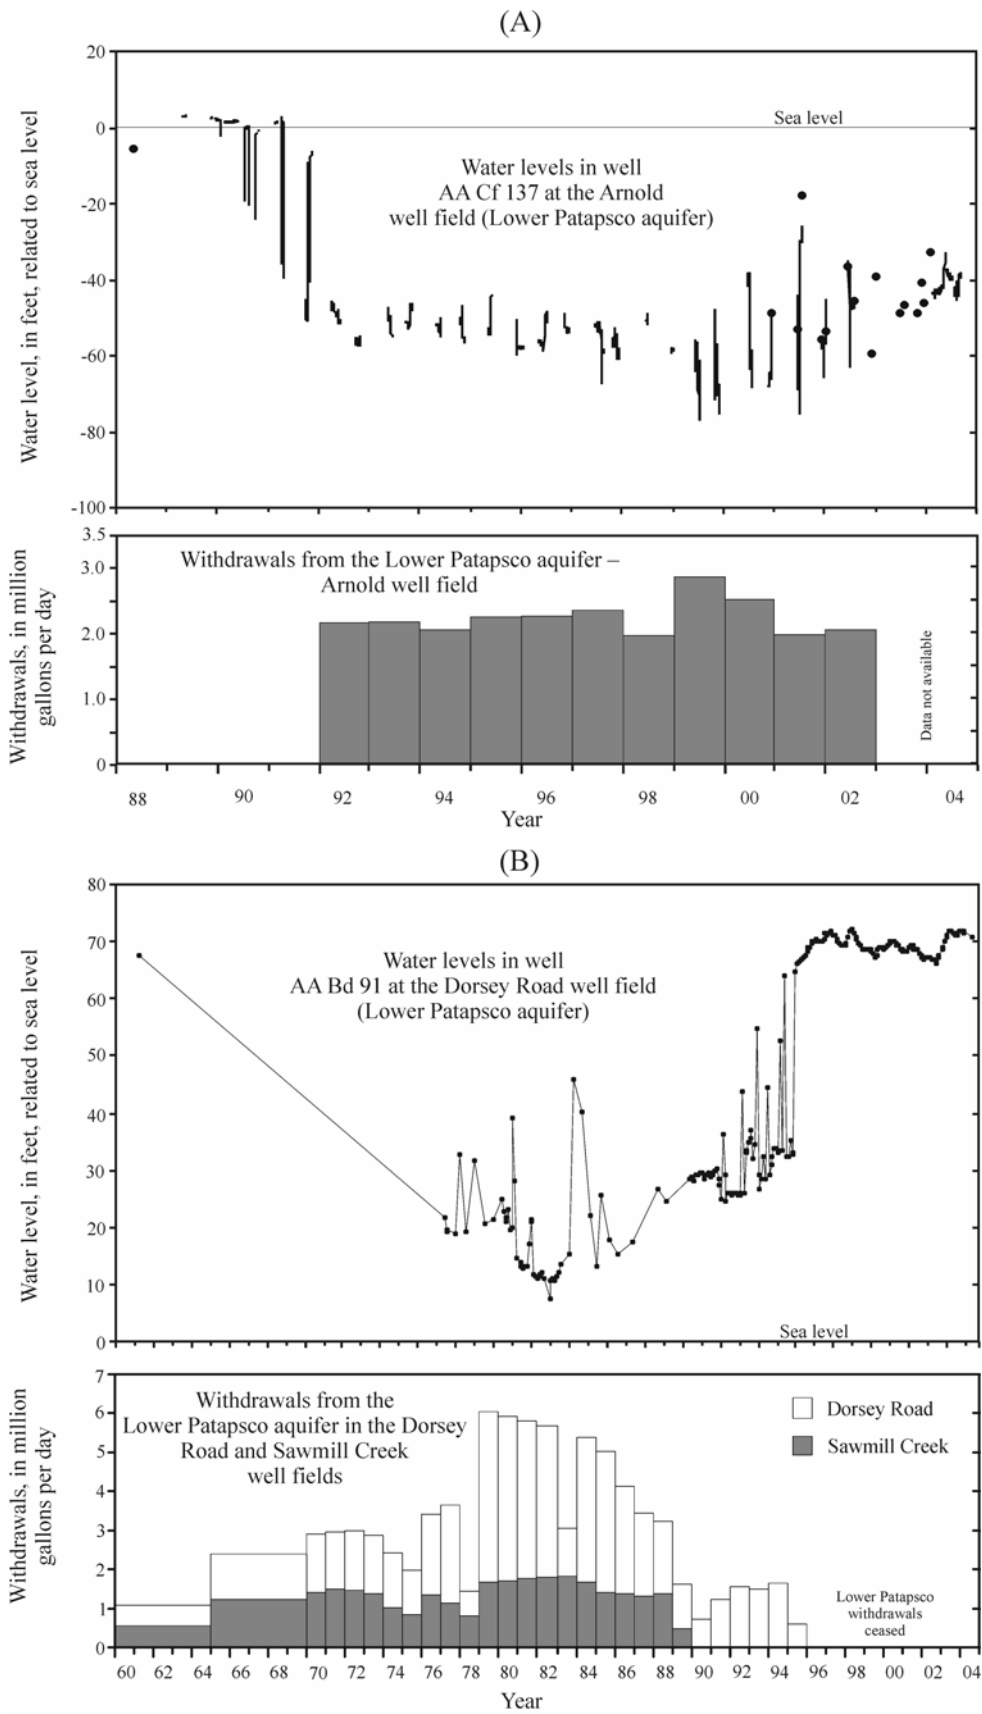 (A)
20
0
-20
-40
-60
-80
-100
Water level, in feet, related to sea level
Sea level
Water levels in well
AA Cf 137 at the Arnold
well field (Lower Patapsco aquifer)
3.5
3.0
2.0
1.0
0
Withdrawals, in million
gallons per day
Withdrawals from the Lower Patapsco aquifer –
Arnold well field
Data not available
88 90 92 94 96 98 00 02 04
Year
(B)
80
70
60
50
40
30
20
10
0
Water level, in feet, related to sea level
Water levels in well
AA Bd 91 at the Dorsey Road well field
(Lower Patapsco aquifer)
Sea level
7
6
5
4
3
2
1
0
Withdrawals, in million
gallons per day
Withdrawals from the
Lower Patapsco aquifer in the Dorsey
Road and Sawmill Creek
well fields
Dorsey Road
Sawmill Creek
Lower Patapsco
withdrawals
ceased
60 62 64 66 68 70 72 74 76 78 80 82 84 86 88 90 92 94 96 98 00 02 04
Year